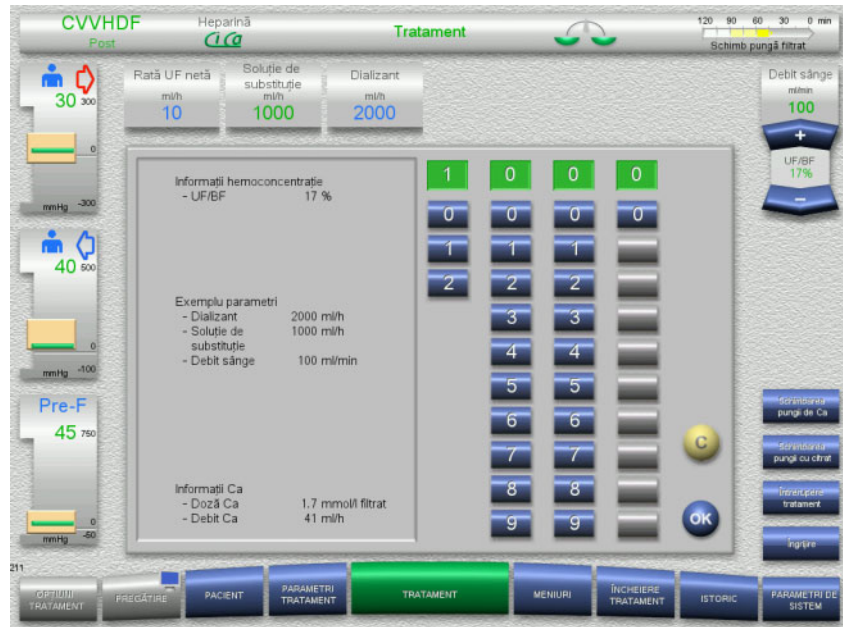 CVVHDF
Post
Heparină
CiCa
Tratament
120 90 60 30 0 min
Schimb pungă filtrat
30 300
0
mmHg -300
40 500
0
mmHg -100
Pre-F
45 750
0
mmHg -50
Rată UF netă
ml/h
10
Soluție de
substituție
ml/h
1000
Dializant
ml/h
2000
Debit sânge
ml/min
100
+
UF/BF
17%
−
Informații hemoconcentrație
- UF/BF 17 %
Exemplu parametri
- Dializant 2000 ml/h
- Soluție de 1000 ml/h
substituție
- Debit sânge 100 ml/min
Informații Ca
- Doză Ca 1.7 mmol/l filtrat
- Debit Ca 41 ml/h
1 0 0 0
0 0 0 0
1 1 1
2 2 2
3 3
4 4
5 5
6 6
7 7
8 8
9 9
C
OK
Schimbarea
pungii de Ca
Schimbarea
pungii cu citrat
Întrerupere
tratament
Îngrijire
211
OPȚIUNI
TRATAMENT
PREGĂTIRE
PACIENT
PARAMETRI
TRATAMENT
TRATAMENT
MENIURI
ÎNCHEIERE
TRATAMENT
ISTORIC
PARAMETRI DE
SISTEM